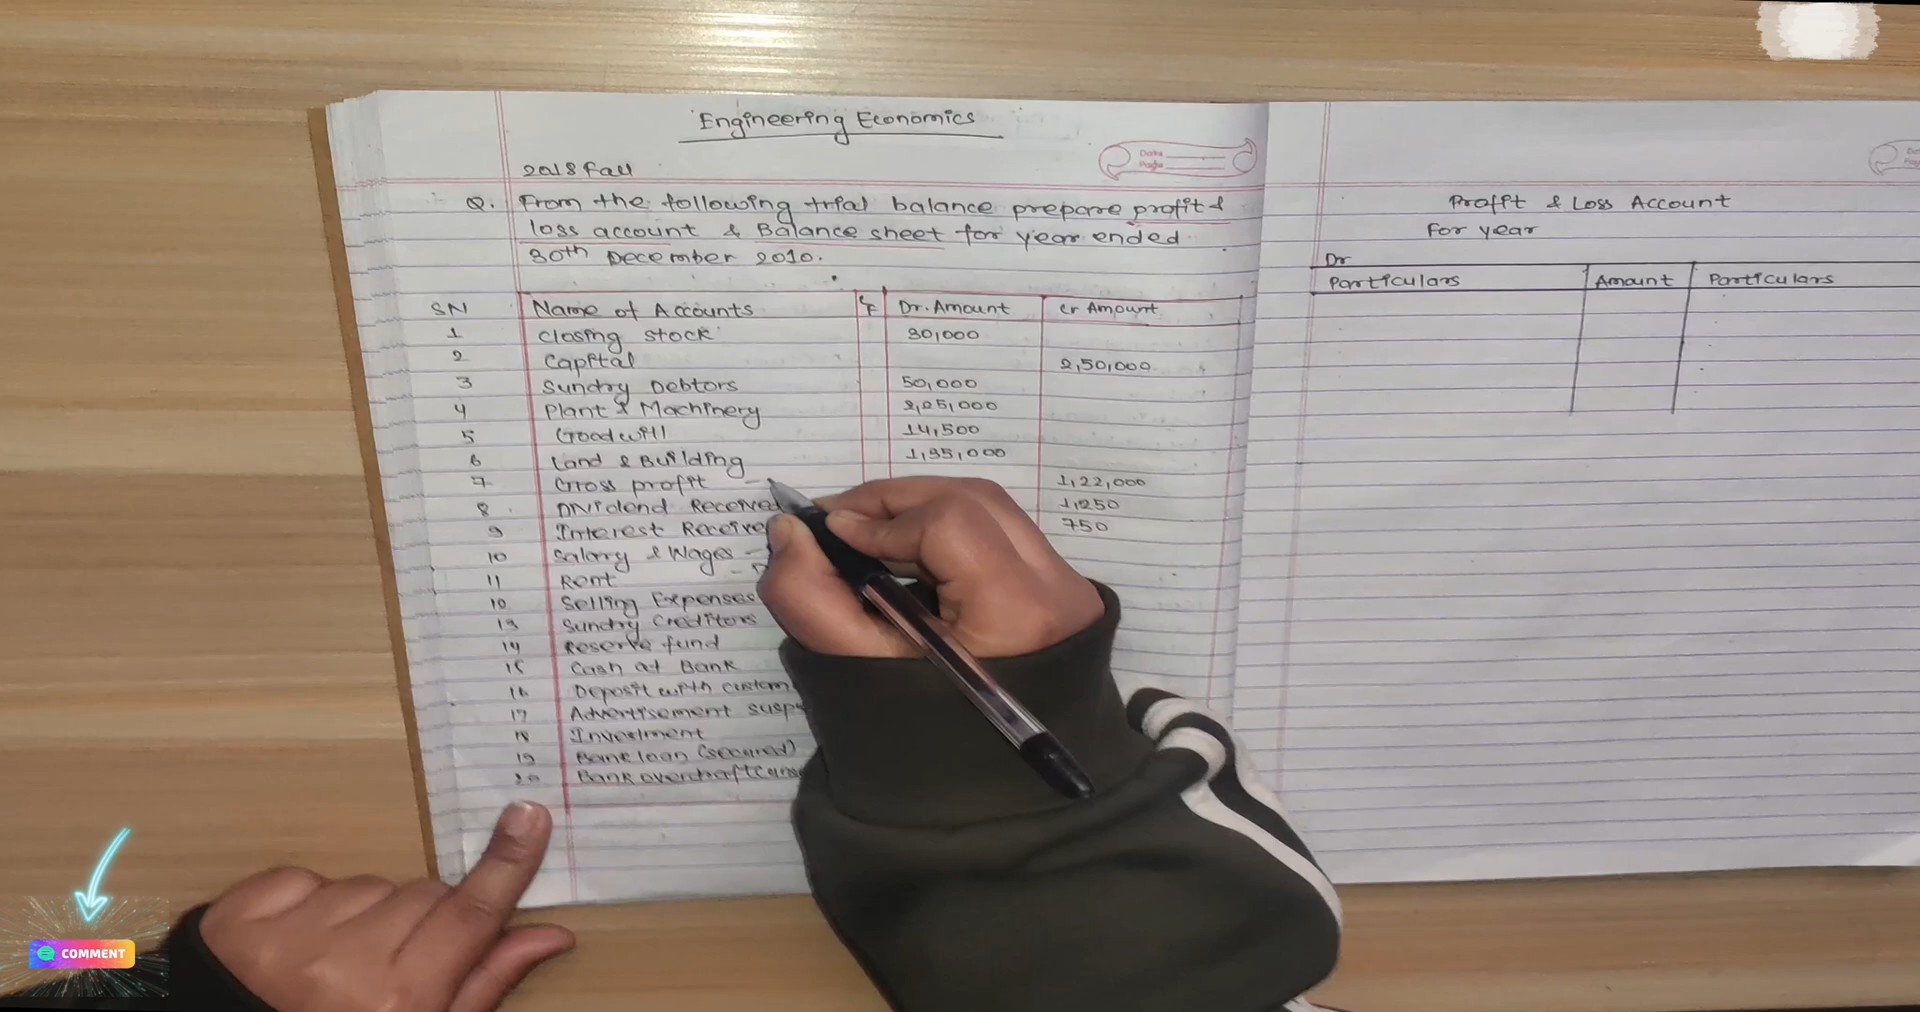 Engineering Economics
Date
Page
2018 Fall
Q. From the following trial balance prepare profit &
loss account & Balance sheet for year ended
30th December 2010.
SN Name of Accounts Dr. Amount Cr Amount
1 Closing stock 30,000
2 Capital 2,50,000
3 Sundry Debtors 50,000
4 Plant & Machinery 2,25,000
5 Goodwill 14,500
6 Land & Building 1,35,000
7 Gross profit 1,22,000
8 Dividend Received 1,250
9 Interest Receive 750
10 Salary & Wages
11 Rent
Selling Expenses
13 Sundry Creditors
14 Reserve fund
15 Cash at Bank
16 Deposit with custom
17 Advertisement susp
18 Investment
19 Bank loan (secured)
20 Bank overdraft
Profit & Loss Account
For year
Dr
Particulars Amount Particulars
COMMENT